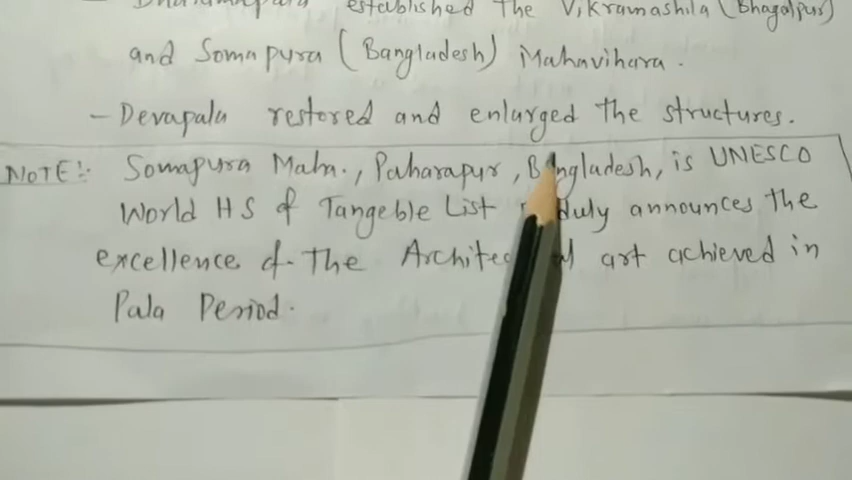 established the Vikramashila (Bhagalpur)
and Somapura (Bangladesh) Mahavihara.
- Devapala restored and enlarged the structures.
NOTE:- Somapura Maha., Paharapur, Bangladesh, is UNESCO
World HS of Tangeble List duly announces the
excellence of the art achieved in
Pala Period.